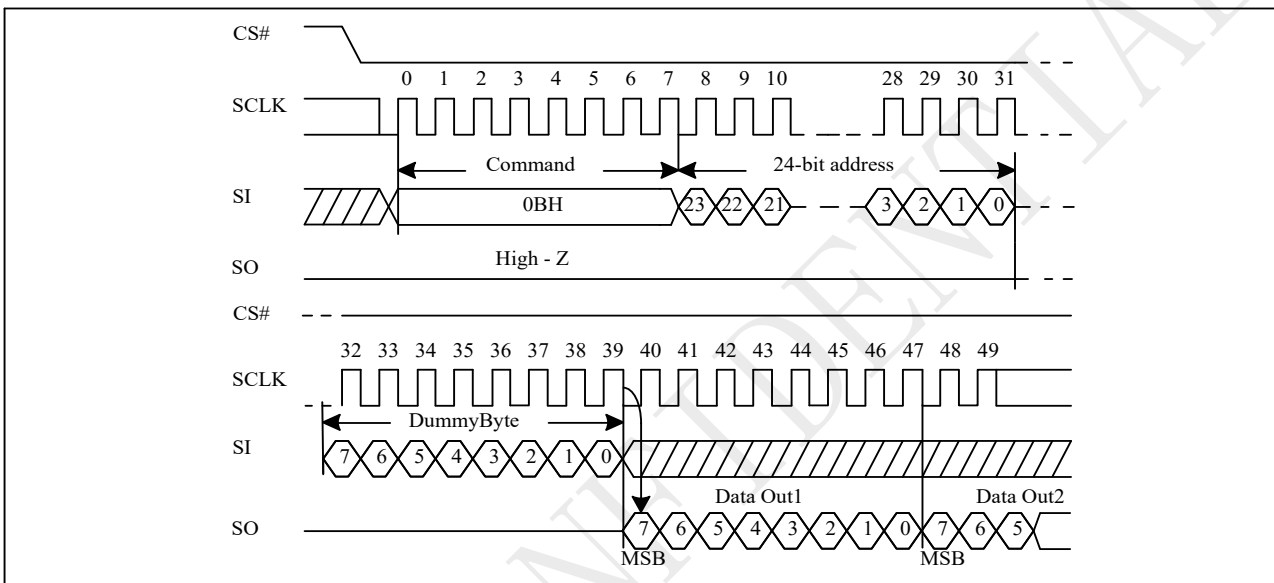 CS#
0 1 2 3 4 5 6 7 8 9 10 28 29 30 31
SCLK
Command 24-bit address
SI 0BH 23 22 21 3 2 1 0
High - Z
SO
CS#
32 33 34 35 36 37 38 39 40 41 42 43 44 45 46 47 48 49
SCLK
DummyByte
SI 7 6 5 4 3 2 1 0
Data Out1 Data Out2
SO 7 6 5 4 3 2 1 0 7 6 5
MSB MSB